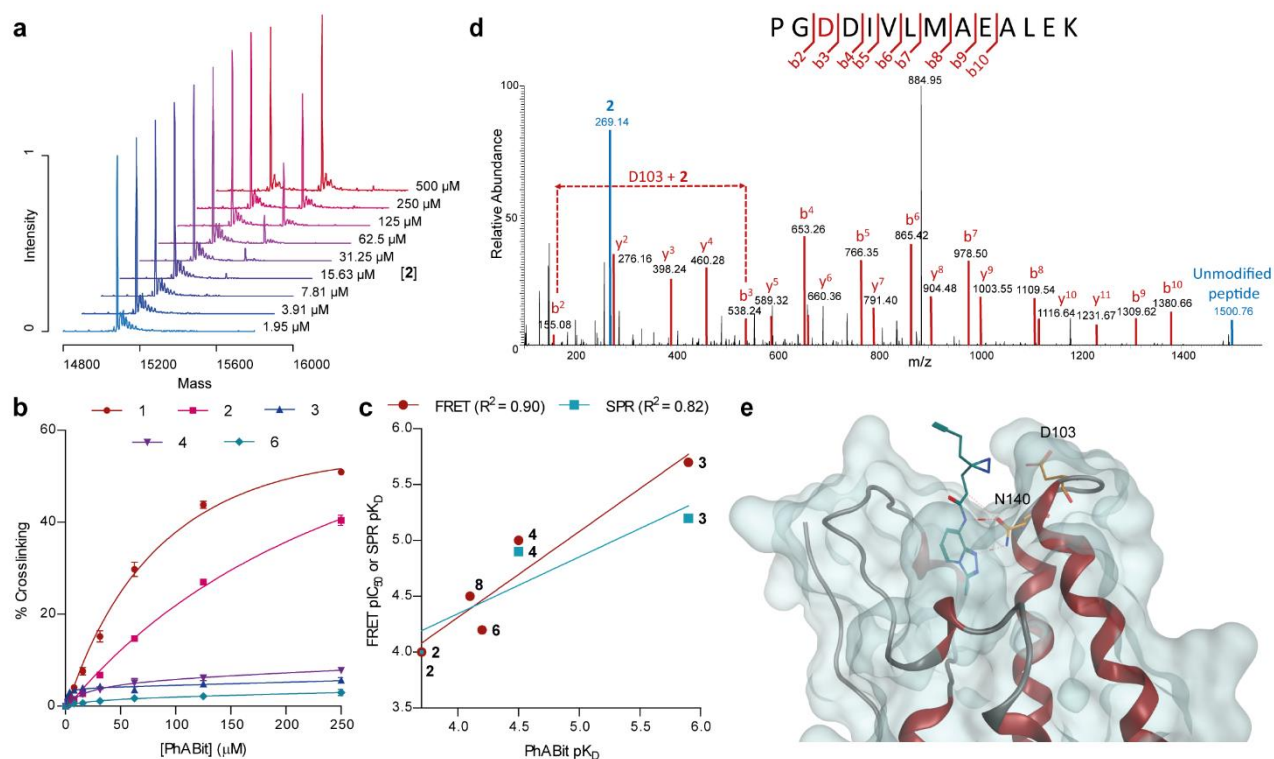 a
Intensity
1
0
500 µM
250 µM
125 µM
62.5 µM
31.25 µM
15.63 µM
[2]
7.81 µM
3.91 µM
1.95 µM
14800
15200
15600
16000
Mass
d
P G D D I V L M A E A L E K
b2
b3
b4
b5
b6
b7
b8
b9
b10
Relative Abundance
100
50
0
884.95
2
269.14
D103 + 2
b²
155.08
y²
276.16
y³
398.24
y⁴
460.28
b³
538.24
y⁵
589.32
b⁴
653.26
y⁶
660.36
b⁵
766.35
y⁷
791.40
b⁶
865.42
y⁸
904.48
b⁷
978.50
y⁹
1003.55
b⁸
1109.54
y¹⁰
1116.64
y¹¹
1231.67
b⁹
1309.62
b¹⁰
1380.66
Unmodified
peptide
1500.76
200
400
600
800
1000
1200
1400
m/z
b
1
2
3
4
6
% Crosslinking
60
40
20
0
0
50
100
150
200
250
[PhABit] (µM)
c
FRET (R² = 0.90)
SPR (R² = 0.82)
FRET pIC₅₀ or SPR pK_D
6.0
5.5
5.0
4.5
4.0
3.5
3
3
4
4
8
6
2
2
4.0
4.5
5.0
5.5
6.0
PhABit pK_D
e
D103
N140